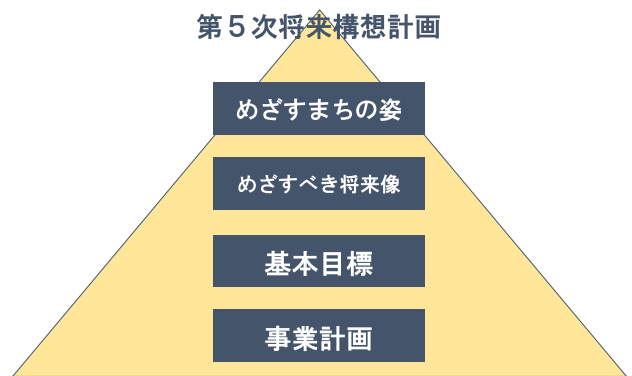 第５次将来構想計画
めざすまちの姿
めざすべき将来像
基本目標
事業計画